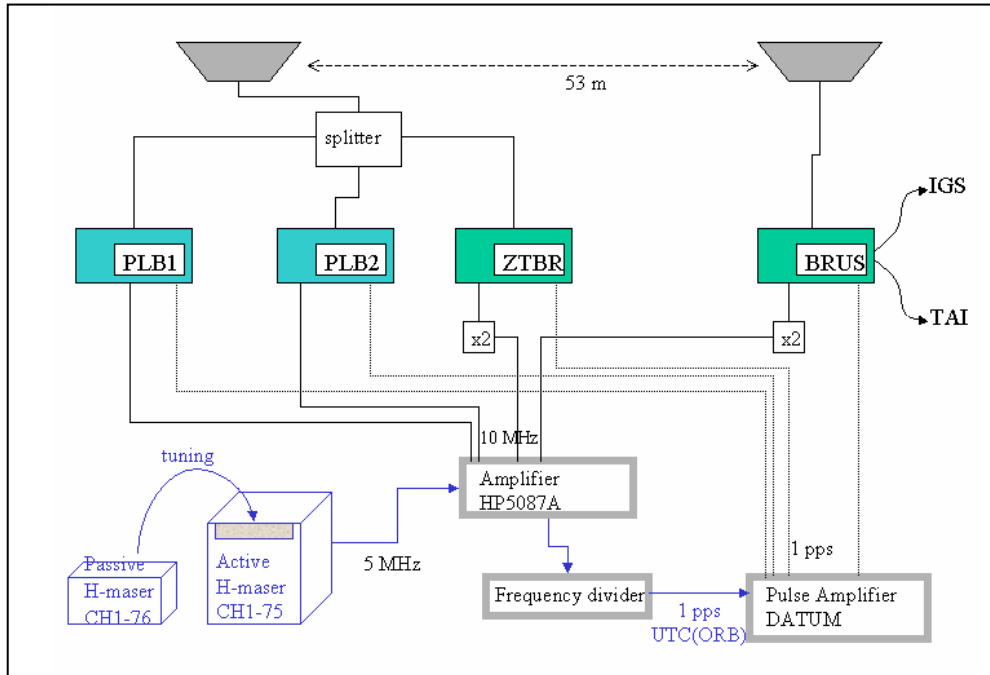 53 m
splitter
IGS
PLB1
PLB2
ZTBR
BRUS
TAI
x2
x2
10 MHz
tuning
Amplifier
HP5087A
Passive
H-maser
CH1-76
Active
H-maser
CH1-75
5 MHz
1 pps
Frequency divider
1 pps
UTC(ORB)
Pulse Amplifier
DATUM